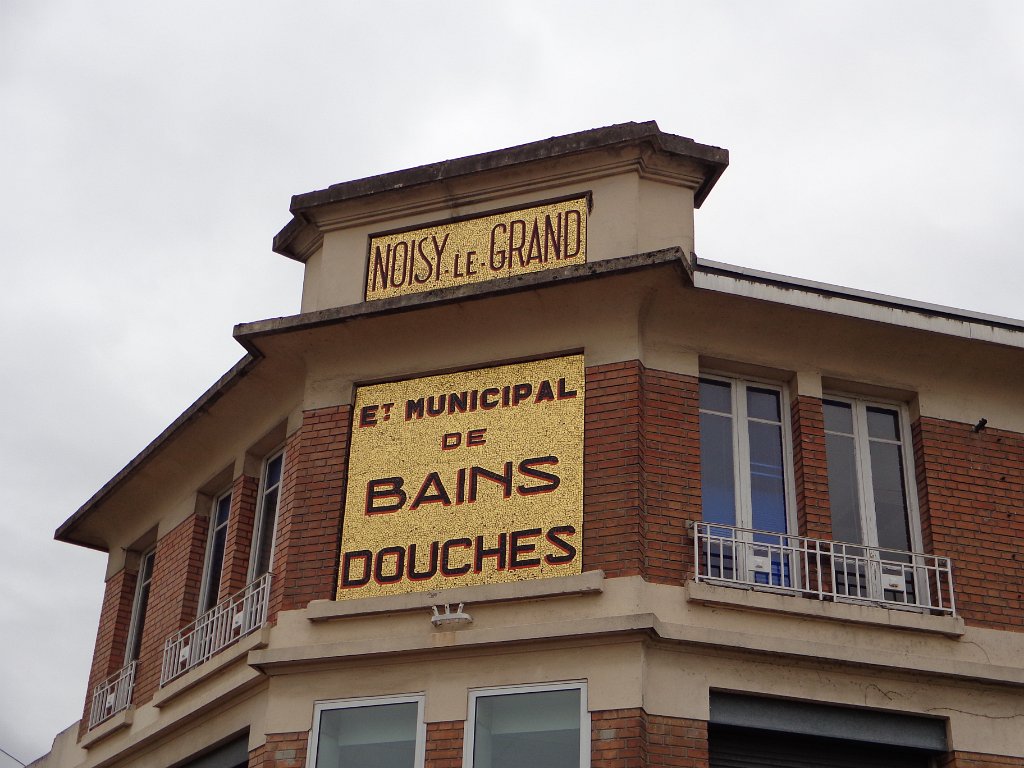 NOISY-LE-GRAND
ET MUNICIPAL
DE
BAINS
DOUCHES